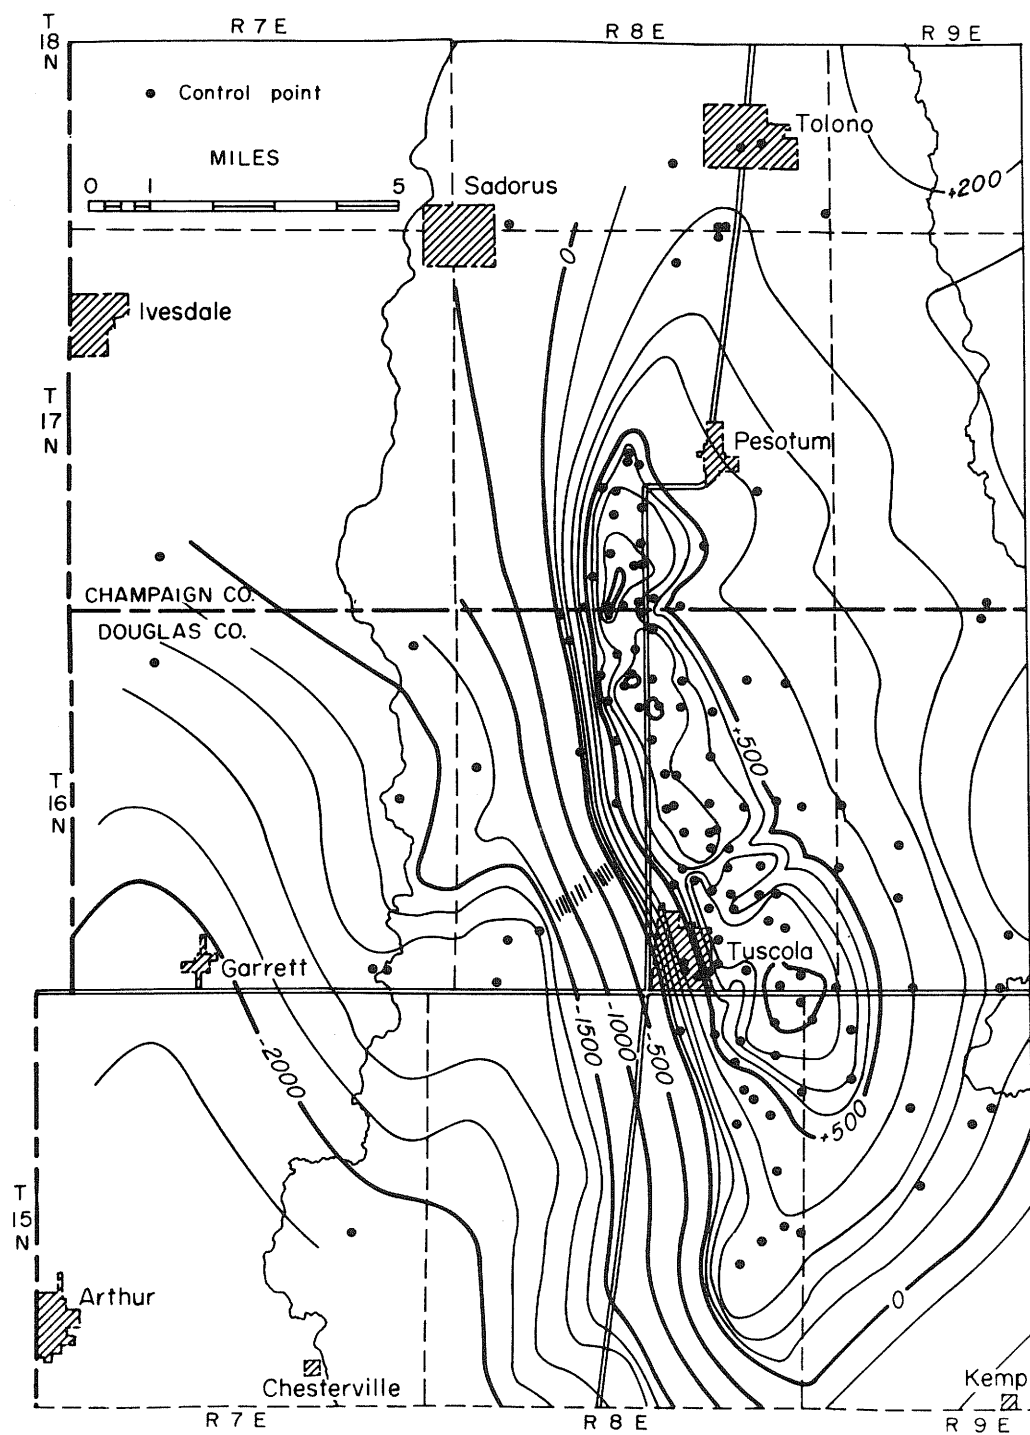 T
18
N
R 7 E
R 8 E
R 9 E
Control point
MILES
0 1 5
Tolono
Sadorus
+200
0
Ivesdale
T
17
N
Pesotum
CHAMPAIGN CO.
DOUGLAS CO.
+500
T
16
N
Garrett
Tuscola
-2000
-1500
-1000
-500
+500
T
15
N
Arthur
0
Chesterville
Kemp
R 7 E
R 8 E
R 9 E